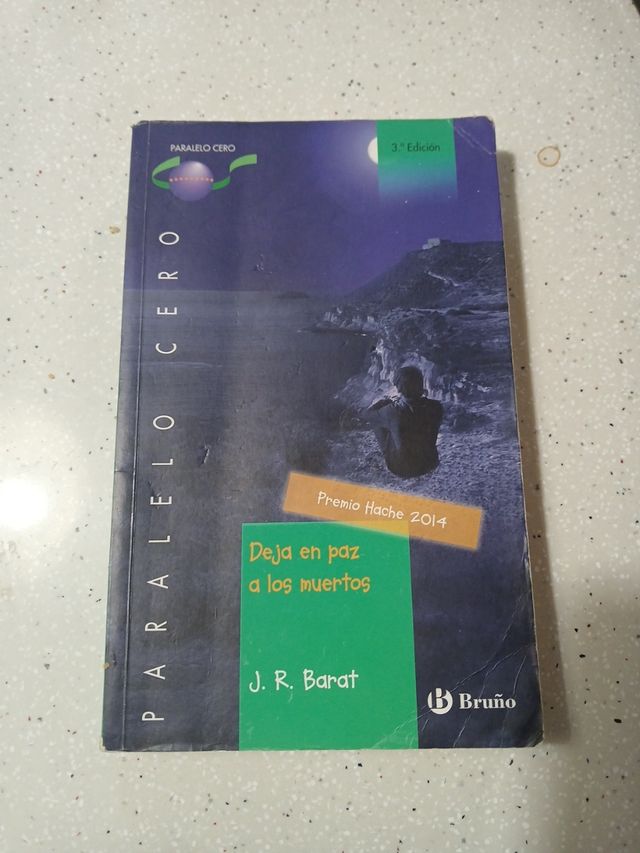 PARALELO CERO
3.ª Edición
PARALELO CERO
Premio Hache 2014
Deja en paz
a los muertos
J. R. Barat
B Bruño